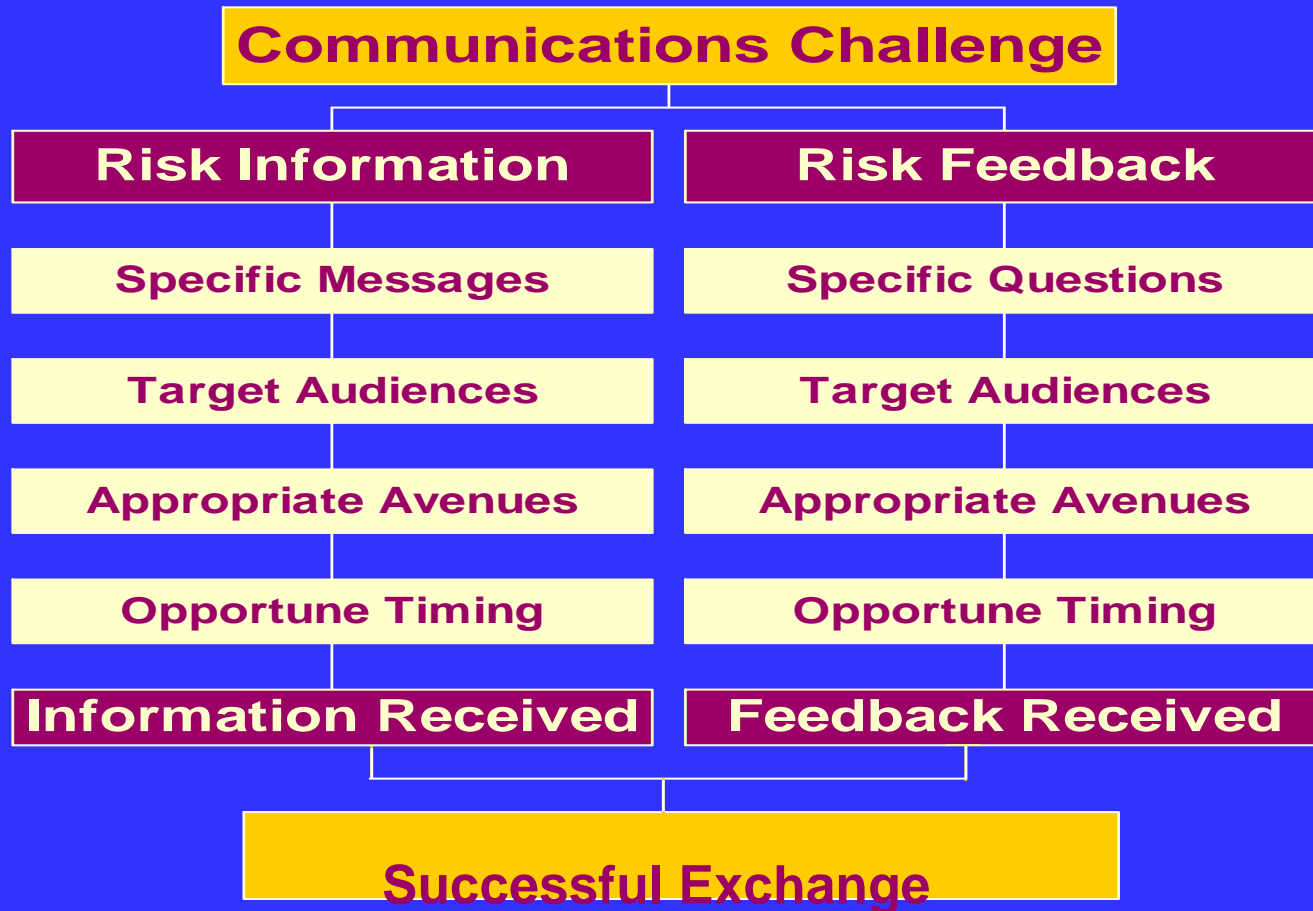 Communications Challenge
Risk Information
Risk Feedback
Specific Messages
Specific Questions
Target Audiences
Target Audiences
Appropriate Avenues
Appropriate Avenues
Opportune Timing
Opportune Timing
Information Received
Feedback Received
Successful Exchange